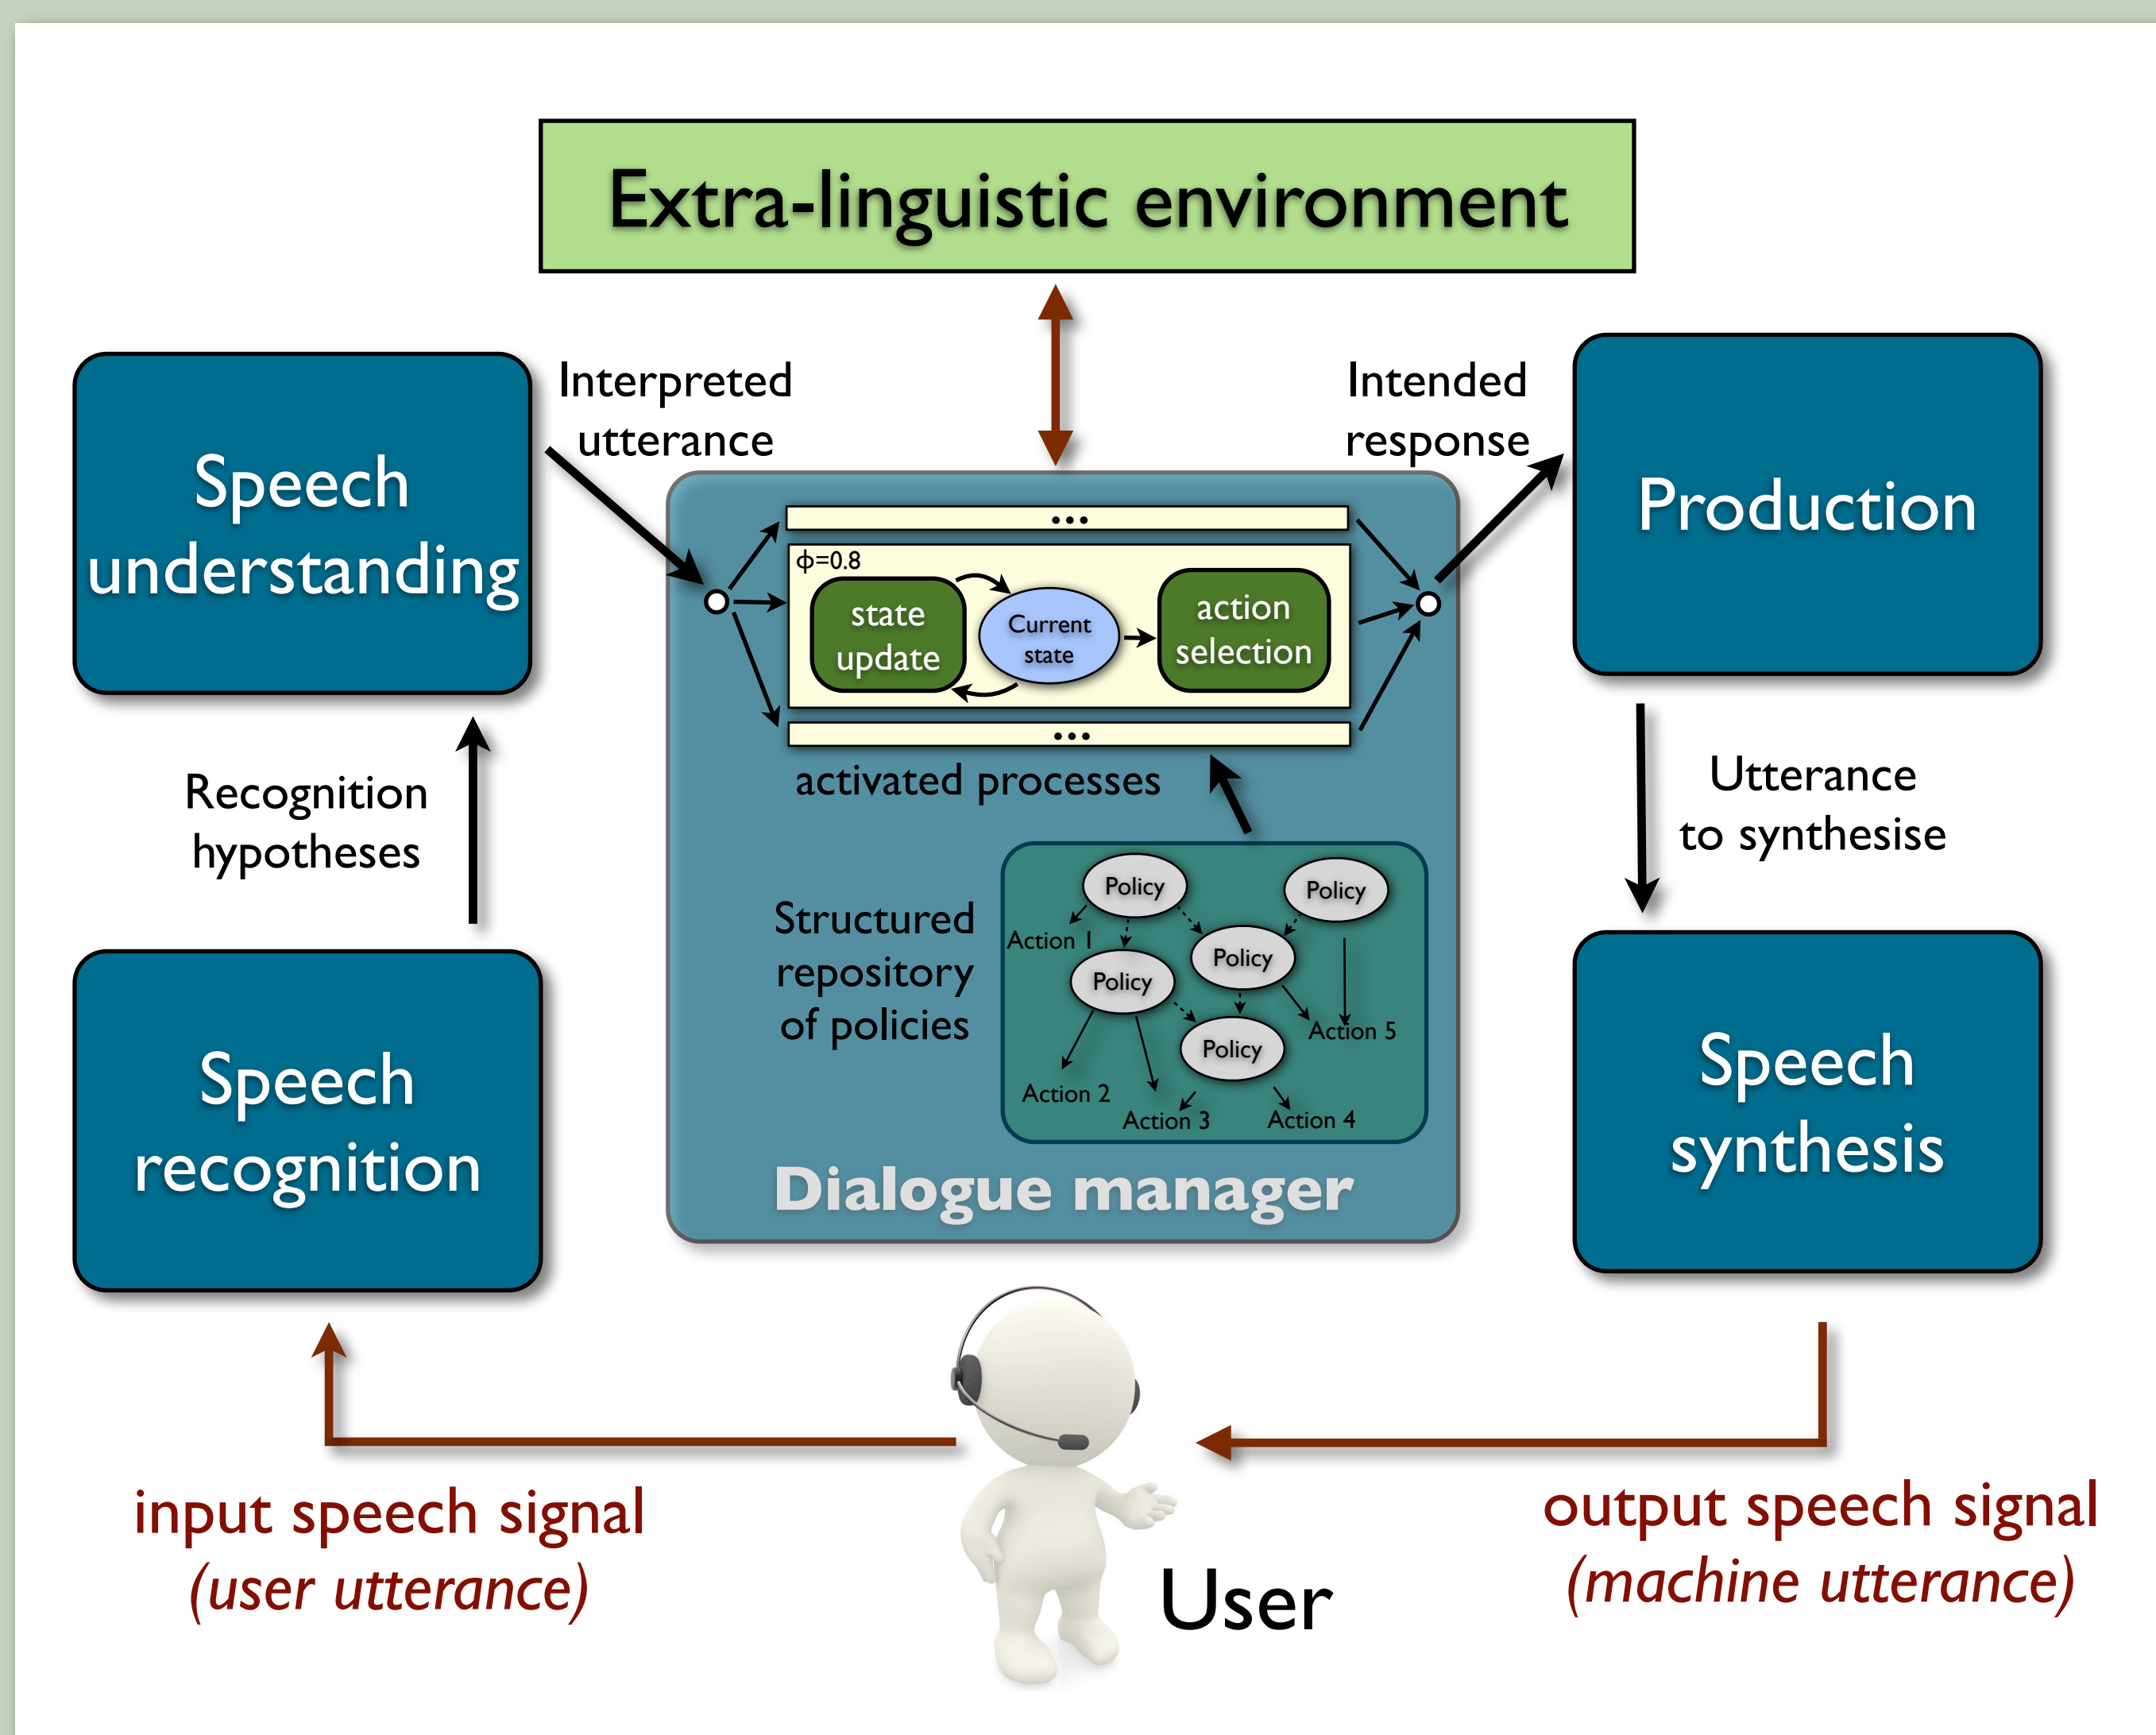 Extra-linguistic environment
Interpreted
utterance
Intended
response
Speech
understanding
Production
...
ϕ=0.8
state
update
Current
state
action
selection
...
activated processes
Recognition
hypotheses
Utterance
to synthesise
Structured
repository
of policies
Policy
Policy
Action 1
Policy
Policy
Action 5
Policy
Action 2
Action 3
Action 4
Speech
recognition
Speech
synthesis
Dialogue manager
input speech signal
(user utterance)
User
output speech signal
(machine utterance)